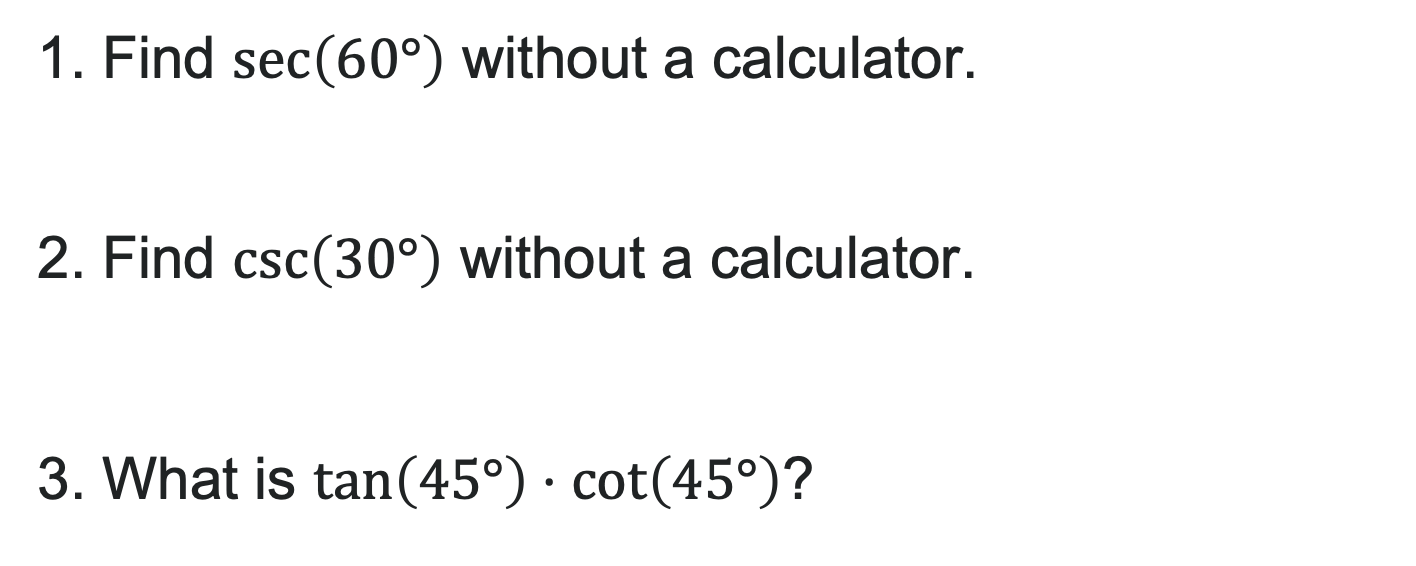 1. Find sec(60°) without a calculator.
2. Find csc(30°) without a calculator.
3. What is tan(45°) · cot(45°)?